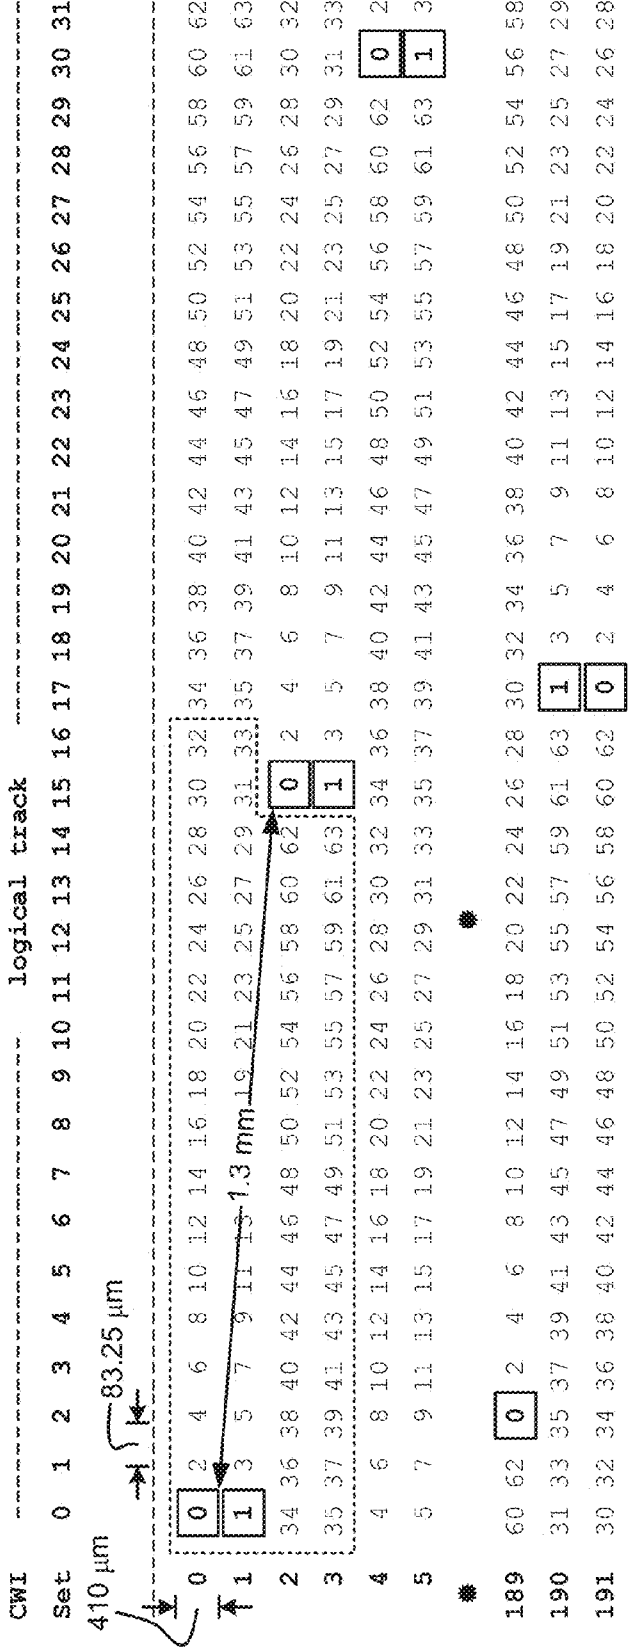 CWI logical track
Set 0 1 2 3 4 5 6 7 8 9 10 11 12 13 14 15 16 17 18 19 20 21 22 23 24 25 26 27 28 29 30 31
83.25 µm
410 µm
0 0 2 4 6 8 10 12 14 16 18 20 22 24 26 28 30 32 34 36 38 40 42 44 46 48 50 52 54 56 58 60 62
1 1 3 5 7 9 11 13 1.3 mm 19 21 23 25 27 29 31 33 35 37 39 41 43 45 47 49 51 53 55 57 59 61 63
2 34 36 38 40 42 44 46 48 50 52 54 56 58 60 62 0 2 4 6 8 10 12 14 16 18 20 22 24 26 28 30 32
3 35 37 39 41 43 45 47 49 51 53 55 57 59 61 63 1 3 5 7 9 11 13 15 17 19 21 23 25 27 29 31 33
4 4 6 8 10 12 14 16 18 20 22 24 26 28 30 32 34 36 38 40 42 44 46 48 50 52 54 56 58 60 62 0 2
5 5 7 9 11 13 15 17 19 21 23 25 27 29 31 33 35 37 39 41 43 45 47 49 51 53 55 57 59 61 63 1 3
189 60 62 0 2 4 6 8 10 12 14 16 18 20 22 24 26 28 30 32 34 36 38 40 42 44 46 48 50 52 54 56 58
190 31 33 35 37 39 41 43 45 47 49 51 53 55 57 59 61 63 1 3 5 7 9 11 13 15 17 19 21 23 25 27 29
191 30 32 34 36 38 40 42 44 46 48 50 52 54 56 58 60 62 0 2 4 6 8 10 12 14 16 18 20 22 24 26 28